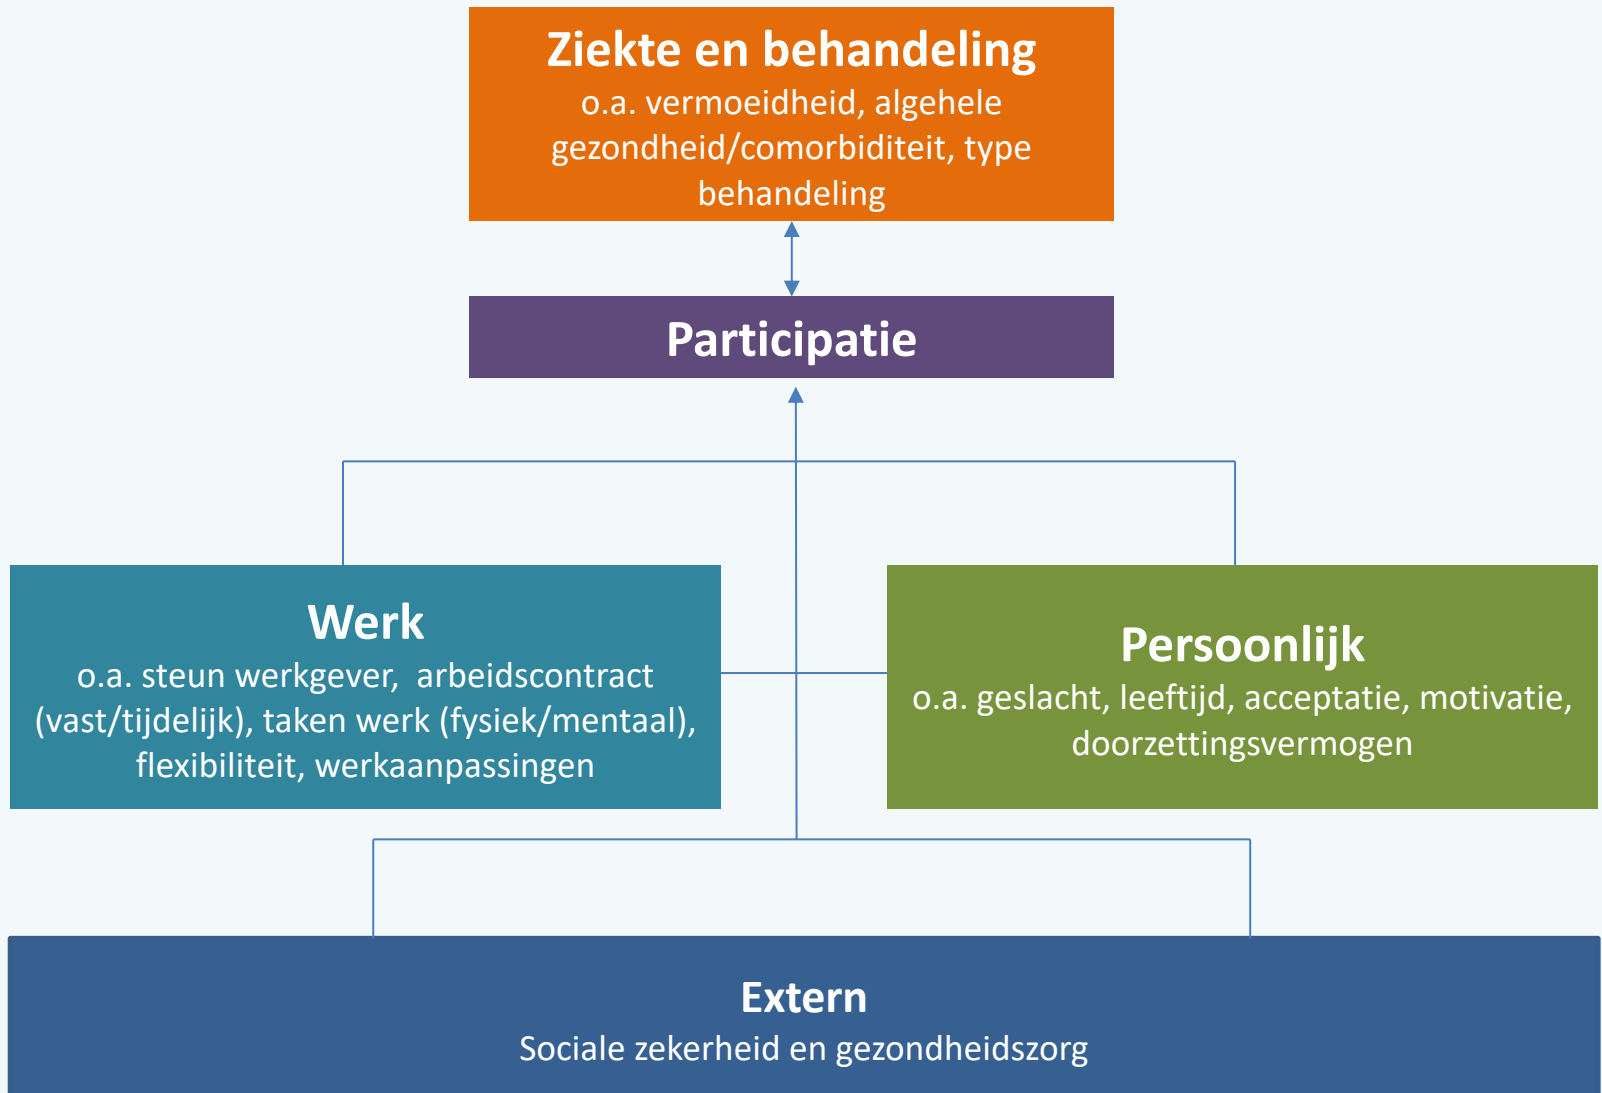 Ziekte en behandeling
o.a. vermoeidheid, algehele
gezondheid/comorbiditeit, type
behandeling
Participatie
Werk
o.a. steun werkgever,  arbeidscontract
(vast/tijdelijk), taken werk (fysiek/mentaal),
flexibiliteit, werkaanpassingen
Persoonlijk
o.a. geslacht, leeftijd, acceptatie, motivatie,
doorzettingsvermogen
Extern
Sociale zekerheid en gezondheidszorg